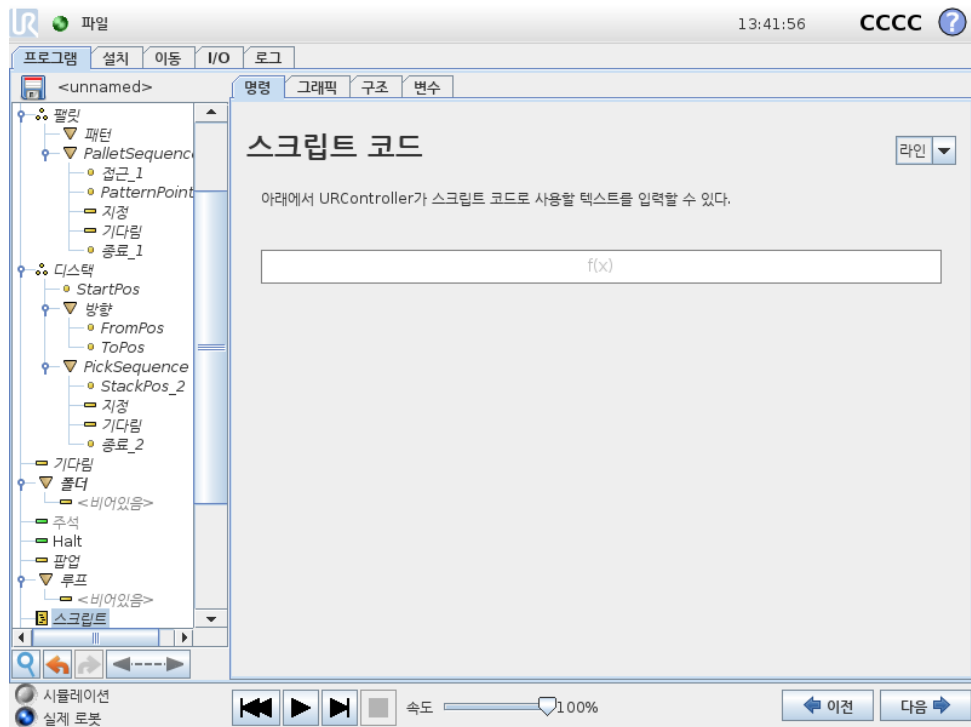 UR 파일 13:41:56 CCCC ?
프로그램 설치 이동 I/O 로그
<unnamed> 명령 그래픽 구조 변수
팔릿
패턴
PalletSequenc
접근_1
PatternPoint
지정
기다림
종료_1
디스택
StartPos
방향
FromPos
ToPos
PickSequence
StackPos_2
지정
기다림
종료_2
기다림
폴더
<비어있음>
주석
Halt
팝업
루프
<비어있음>
스크립트
스크립트 코드
라인
아래에서 URController가 스크립트 코드로 사용할 텍스트를 입력할 수 있다.
f(x)
시뮬레이션
실제 로봇
속도 100% 이전 다음